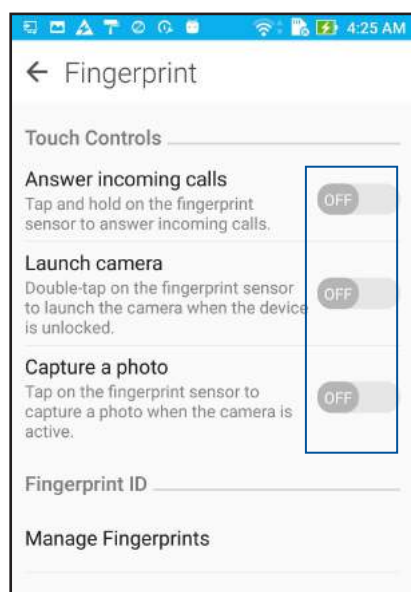 4:25 AM
Fingerprint
Touch Controls
Answer incoming calls
Tap and hold on the fingerprint
sensor to answer incoming calls.
OFF
Launch camera
Double-tap on the fingerprint sensor
to launch the camera when the device
is unlocked.
OFF
Capture a photo
Tap on the fingerprint sensor to
capture a photo when the camera is
active.
OFF
Fingerprint ID
Manage Fingerprints